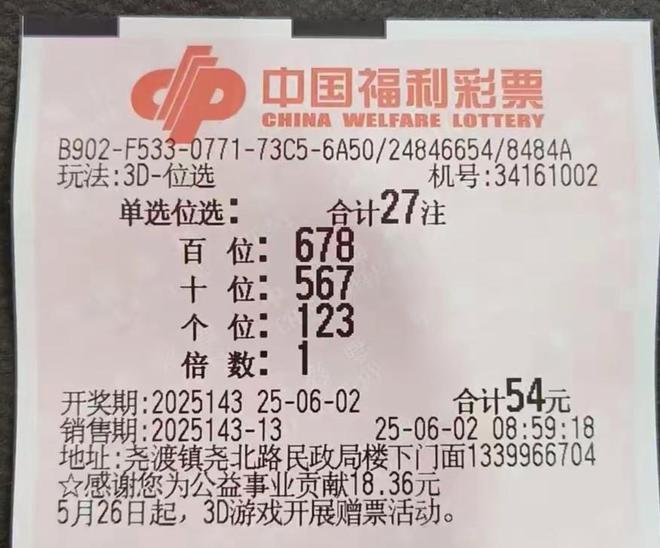 中国福利彩票
CHINA WELFARE LOTTERY
B902-F533-0771-73C5-6A50/24846654/8484A
玩法:3D-位选 机号:34161002
单选位选: 合计27注
百 位: 678
十 位: 567
个 位: 123
倍 数: 1
开奖期:2025143 25-06-02 合计54元
销售期:2025143-13 25-06-02 08:59:18
地址:尧渡镇尧北路民政局楼下门面1339966704
☆感谢您为公益事业贡献18.36元
5月26日起，3D游戏开展赠票活动。